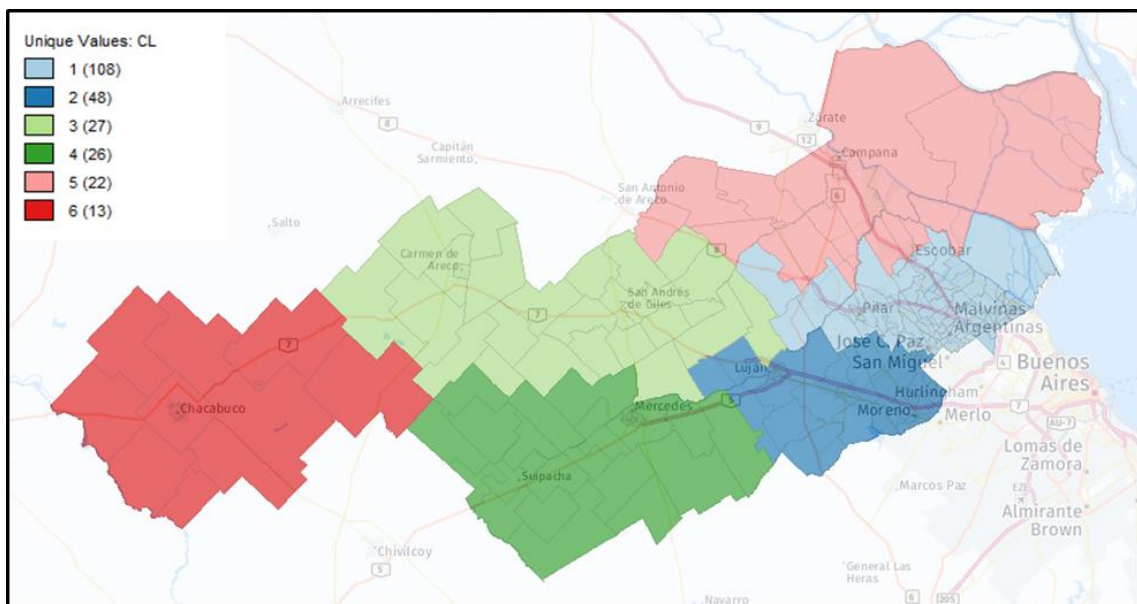 Unique Values: CL
1 (108)
2 (48)
3 (27)
4 (26)
5 (22)
6 (13)
Arrecifes
8
Capitán
Sarmiento
9
Zárate
12
Campana
6
San Antonio
de Areco
8
Salto
Carmen de
Areco
Escobar
San Andrés
de Giles
7
Pilar
Malvinas
Argentinas
José C. Paz
San Miguel
4
Buenos
Aires
7
Luján
Hurlingham
Chacabuco
Mercedes
5
Moreno
Merlo
7
AU-7
Lomas de
Zamora
Suipacha
Marcos Paz
EZE
Almirante
Brown
Chivilcoy
5
General Las
Heras
Navarro
6
205